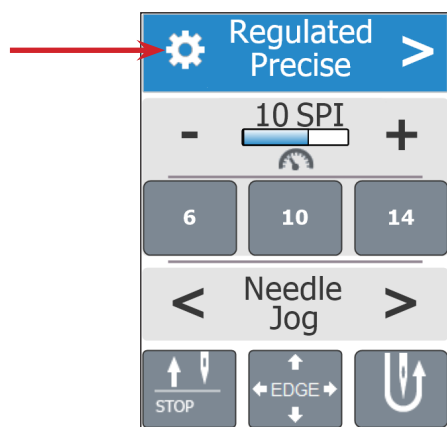 Regulated
Precise
>
- 10 SPI +
6 10 14
< Needle >
Jog
STOP
EDGE